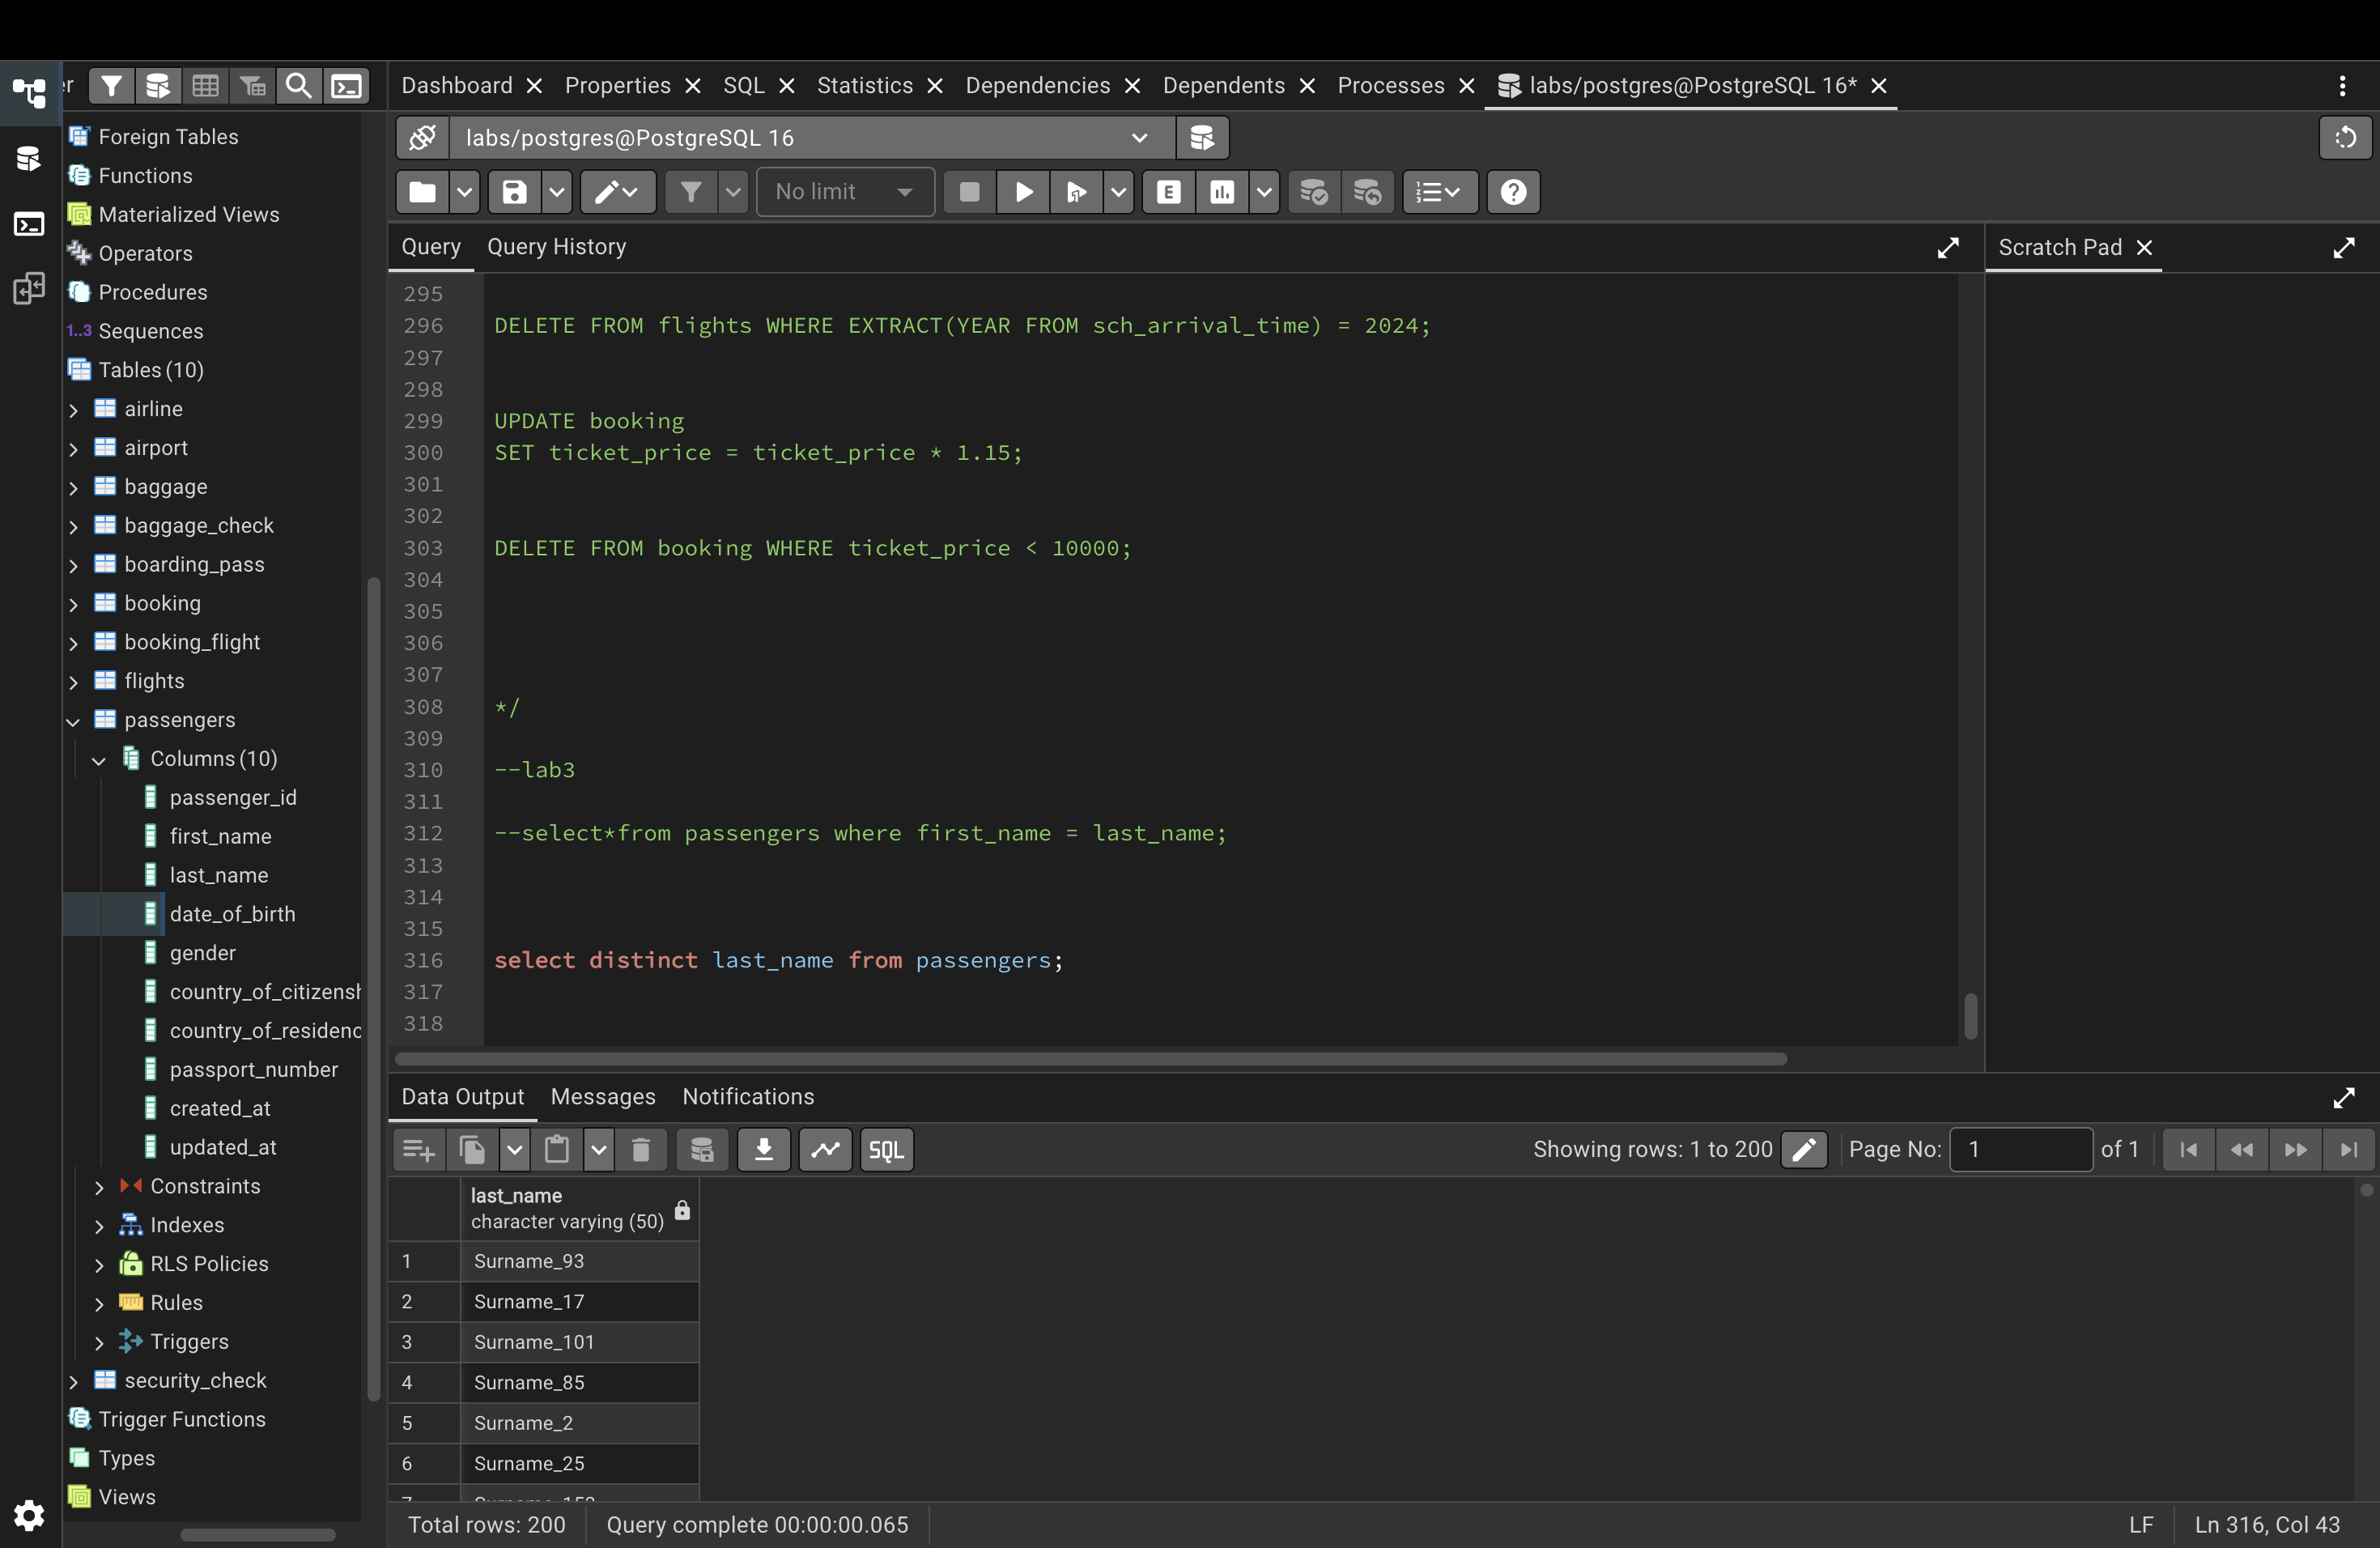 er
Dashboard Properties SQL Statistics Dependencies Dependents Processes labs/postgres@PostgreSQL 16*
labs/postgres@PostgreSQL 16
No limit
E
Query Query History
Scratch Pad
Foreign Tables
Functions
Materialized Views
Operators
Procedures
1..3 Sequences
Tables (10)
airline
airport
baggage
baggage_check
boarding_pass
booking
booking_flight
flights
passengers
Columns (10)
passenger_id
first_name
last_name
date_of_birth
gender
country_of_citizensh
country_of_residenc
passport_number
created_at
updated_at
Constraints
Indexes
RLS Policies
Rules
Triggers
security_check
Trigger Functions
Types
Views
295
296 DELETE FROM flights WHERE EXTRACT(YEAR FROM sch_arrival_time) = 2024;
297
298
299 UPDATE booking
300 SET ticket_price = ticket_price * 1.15;
301
302
303 DELETE FROM booking WHERE ticket_price < 10000;
304
305
306
307
308 */
309
310 --lab3
311
312 --select*from passengers where first_name = last_name;
313
314
315
316 select distinct last_name from passengers;
317
318
Data Output Messages Notifications
SQL
Showing rows: 1 to 200 Page No: 1 of 1
last_name
character varying (50)
1 Surname_93
2 Surname_17
3 Surname_101
4 Surname_85
5 Surname_2
6 Surname_25
Total rows: 200 Query complete 00:00:00.065
LF Ln 316, Col 43